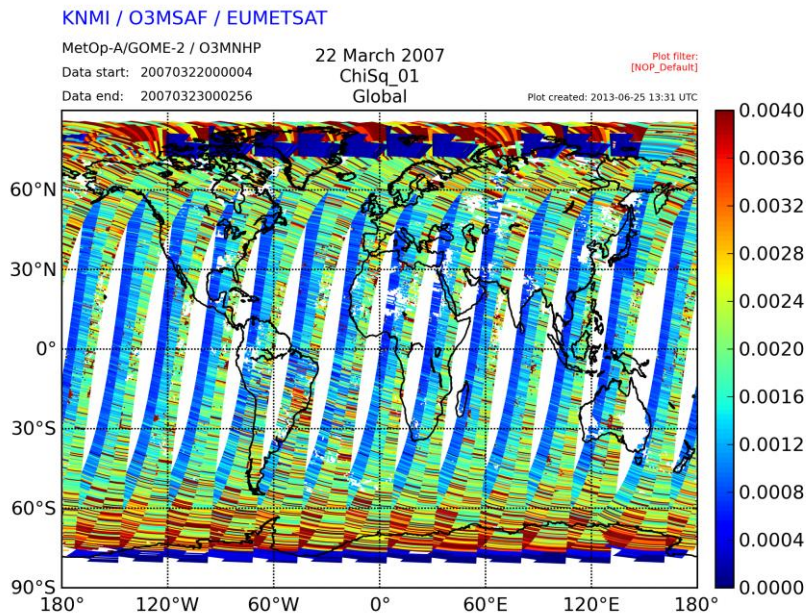 KNMI / O3MSAF / EUMETSAT
MetOp-A/GOME-2 / O3MNHP
Data start: 20070322000004
Data end: 20070323000256
22 March 2007
ChiSq_01
Global
Plot filter:
[NOP_Default]
Plot created: 2013-06-25 13:31 UTC
60°N
30°N
0°
30°S
60°S
90°S
180°
120°W
60°W
0°
60°E
120°E
180°
0.0040
0.0036
0.0032
0.0028
0.0024
0.0020
0.0016
0.0012
0.0008
0.0004
0.0000